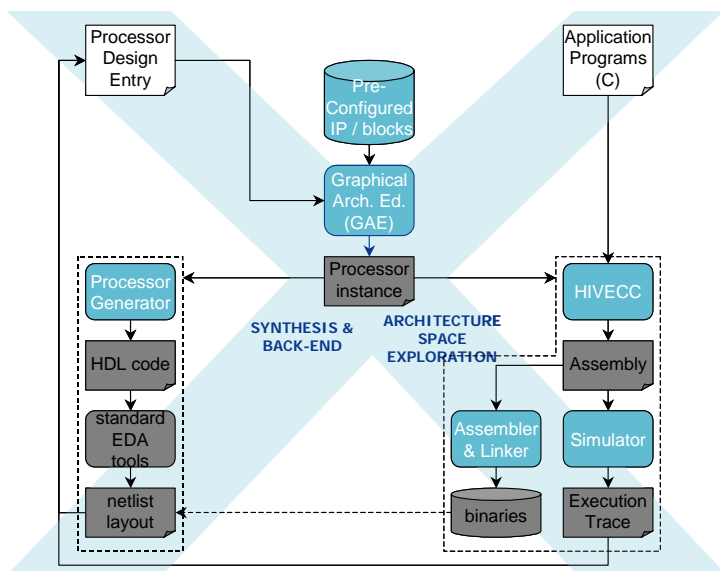 Processor
Design
Entry
Pre-
Configured
IP / blocks
Application
Programs
(C)
Graphical
Arch. Ed.
(GAE)
Processor
instance
Processor
Generator
HIVECC
SYNTHESIS &
BACK-END
ARCHITECTURE
SPACE
EXPLORATION
HDL code
Assembly
standard
EDA
tools
Assembler
& Linker
Simulator
netlist
layout
binaries
Execution
Trace